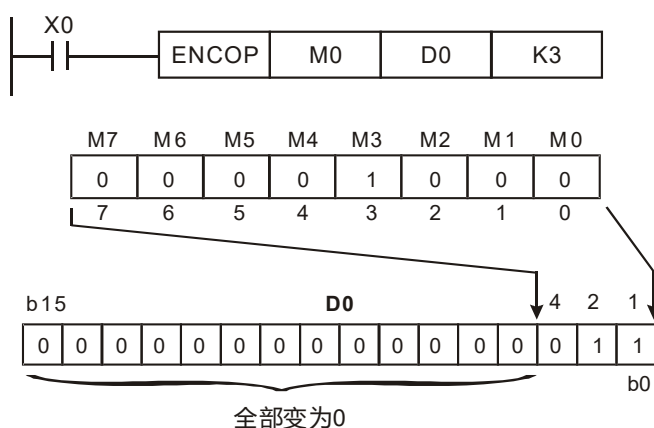 X0
ENCOP M0 D0 K3
M7 M6 M5 M4 M3 M2 M1 M0
0 0 0 0 1 0 0 0
7 6 5 4 3 2 1 0
b15 D0 4 2 1
0 0 0 0 0 0 0 0 0 0 0 0 0 0 1 1
b0
全部变为0